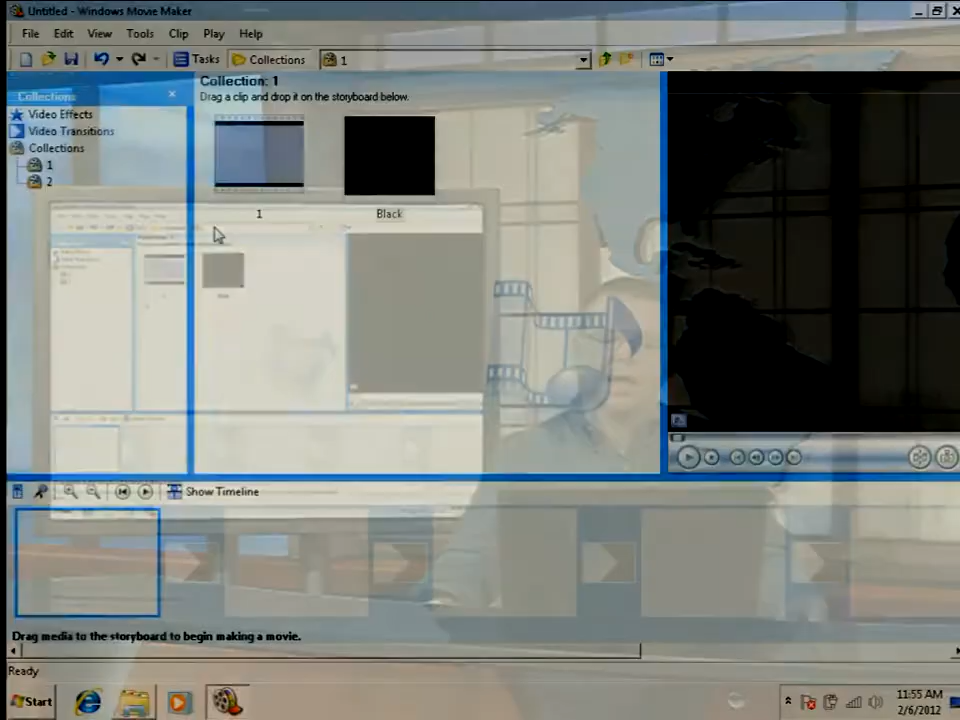 Untitled - Windows Movie Maker
File Edit View Tools Clip Play Help
Tasks Collections 1
Collections
Collection: 1
Drag a clip and drop it on the storyboard below.
Video Effects
Video Transitions
Collections
1
2
1
Black
Show Timeline
Drag media to the storyboard to begin making a movie.
Ready
Start
11:55 AM
2/6/2012